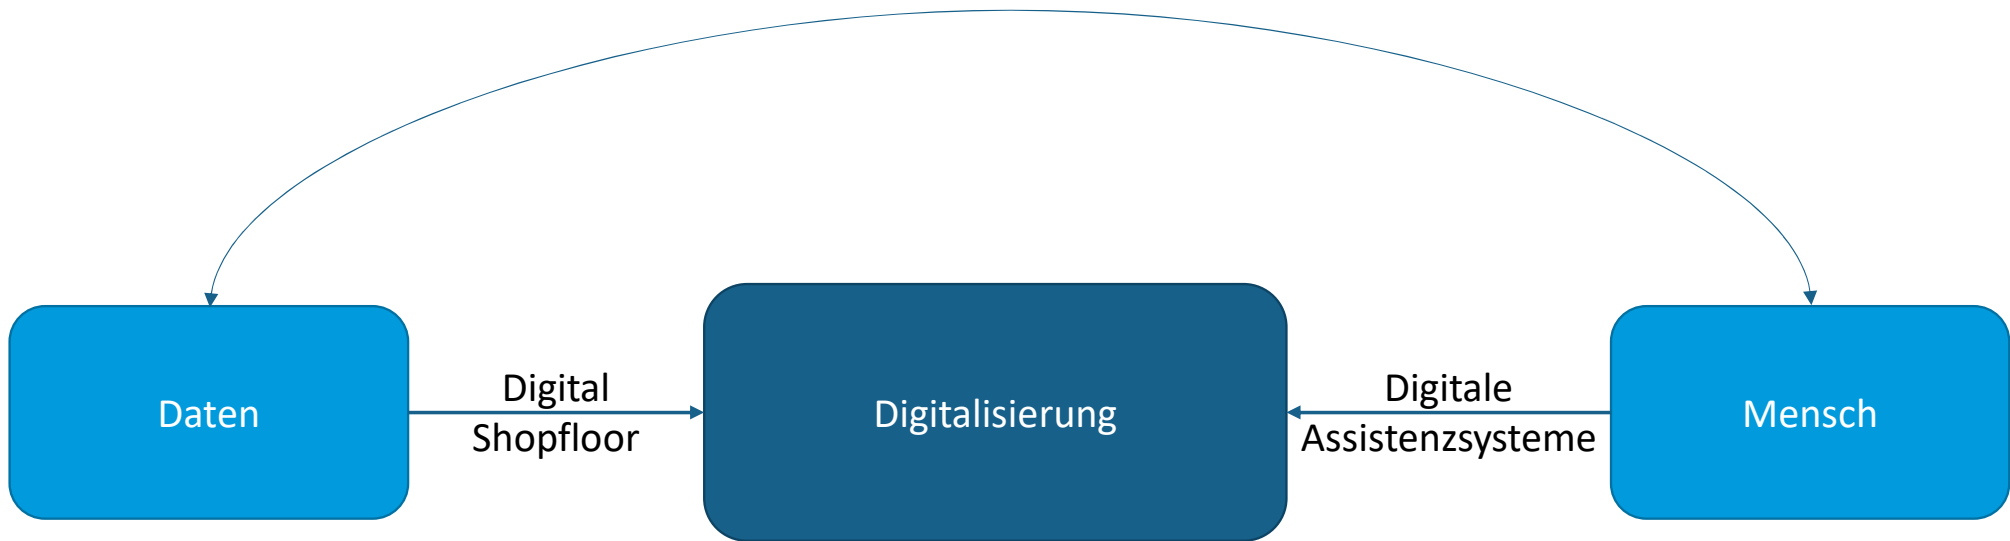 Daten
Digital
Shopfloor
Digitalisierung
Digitale
Assistenzsysteme
Mensch